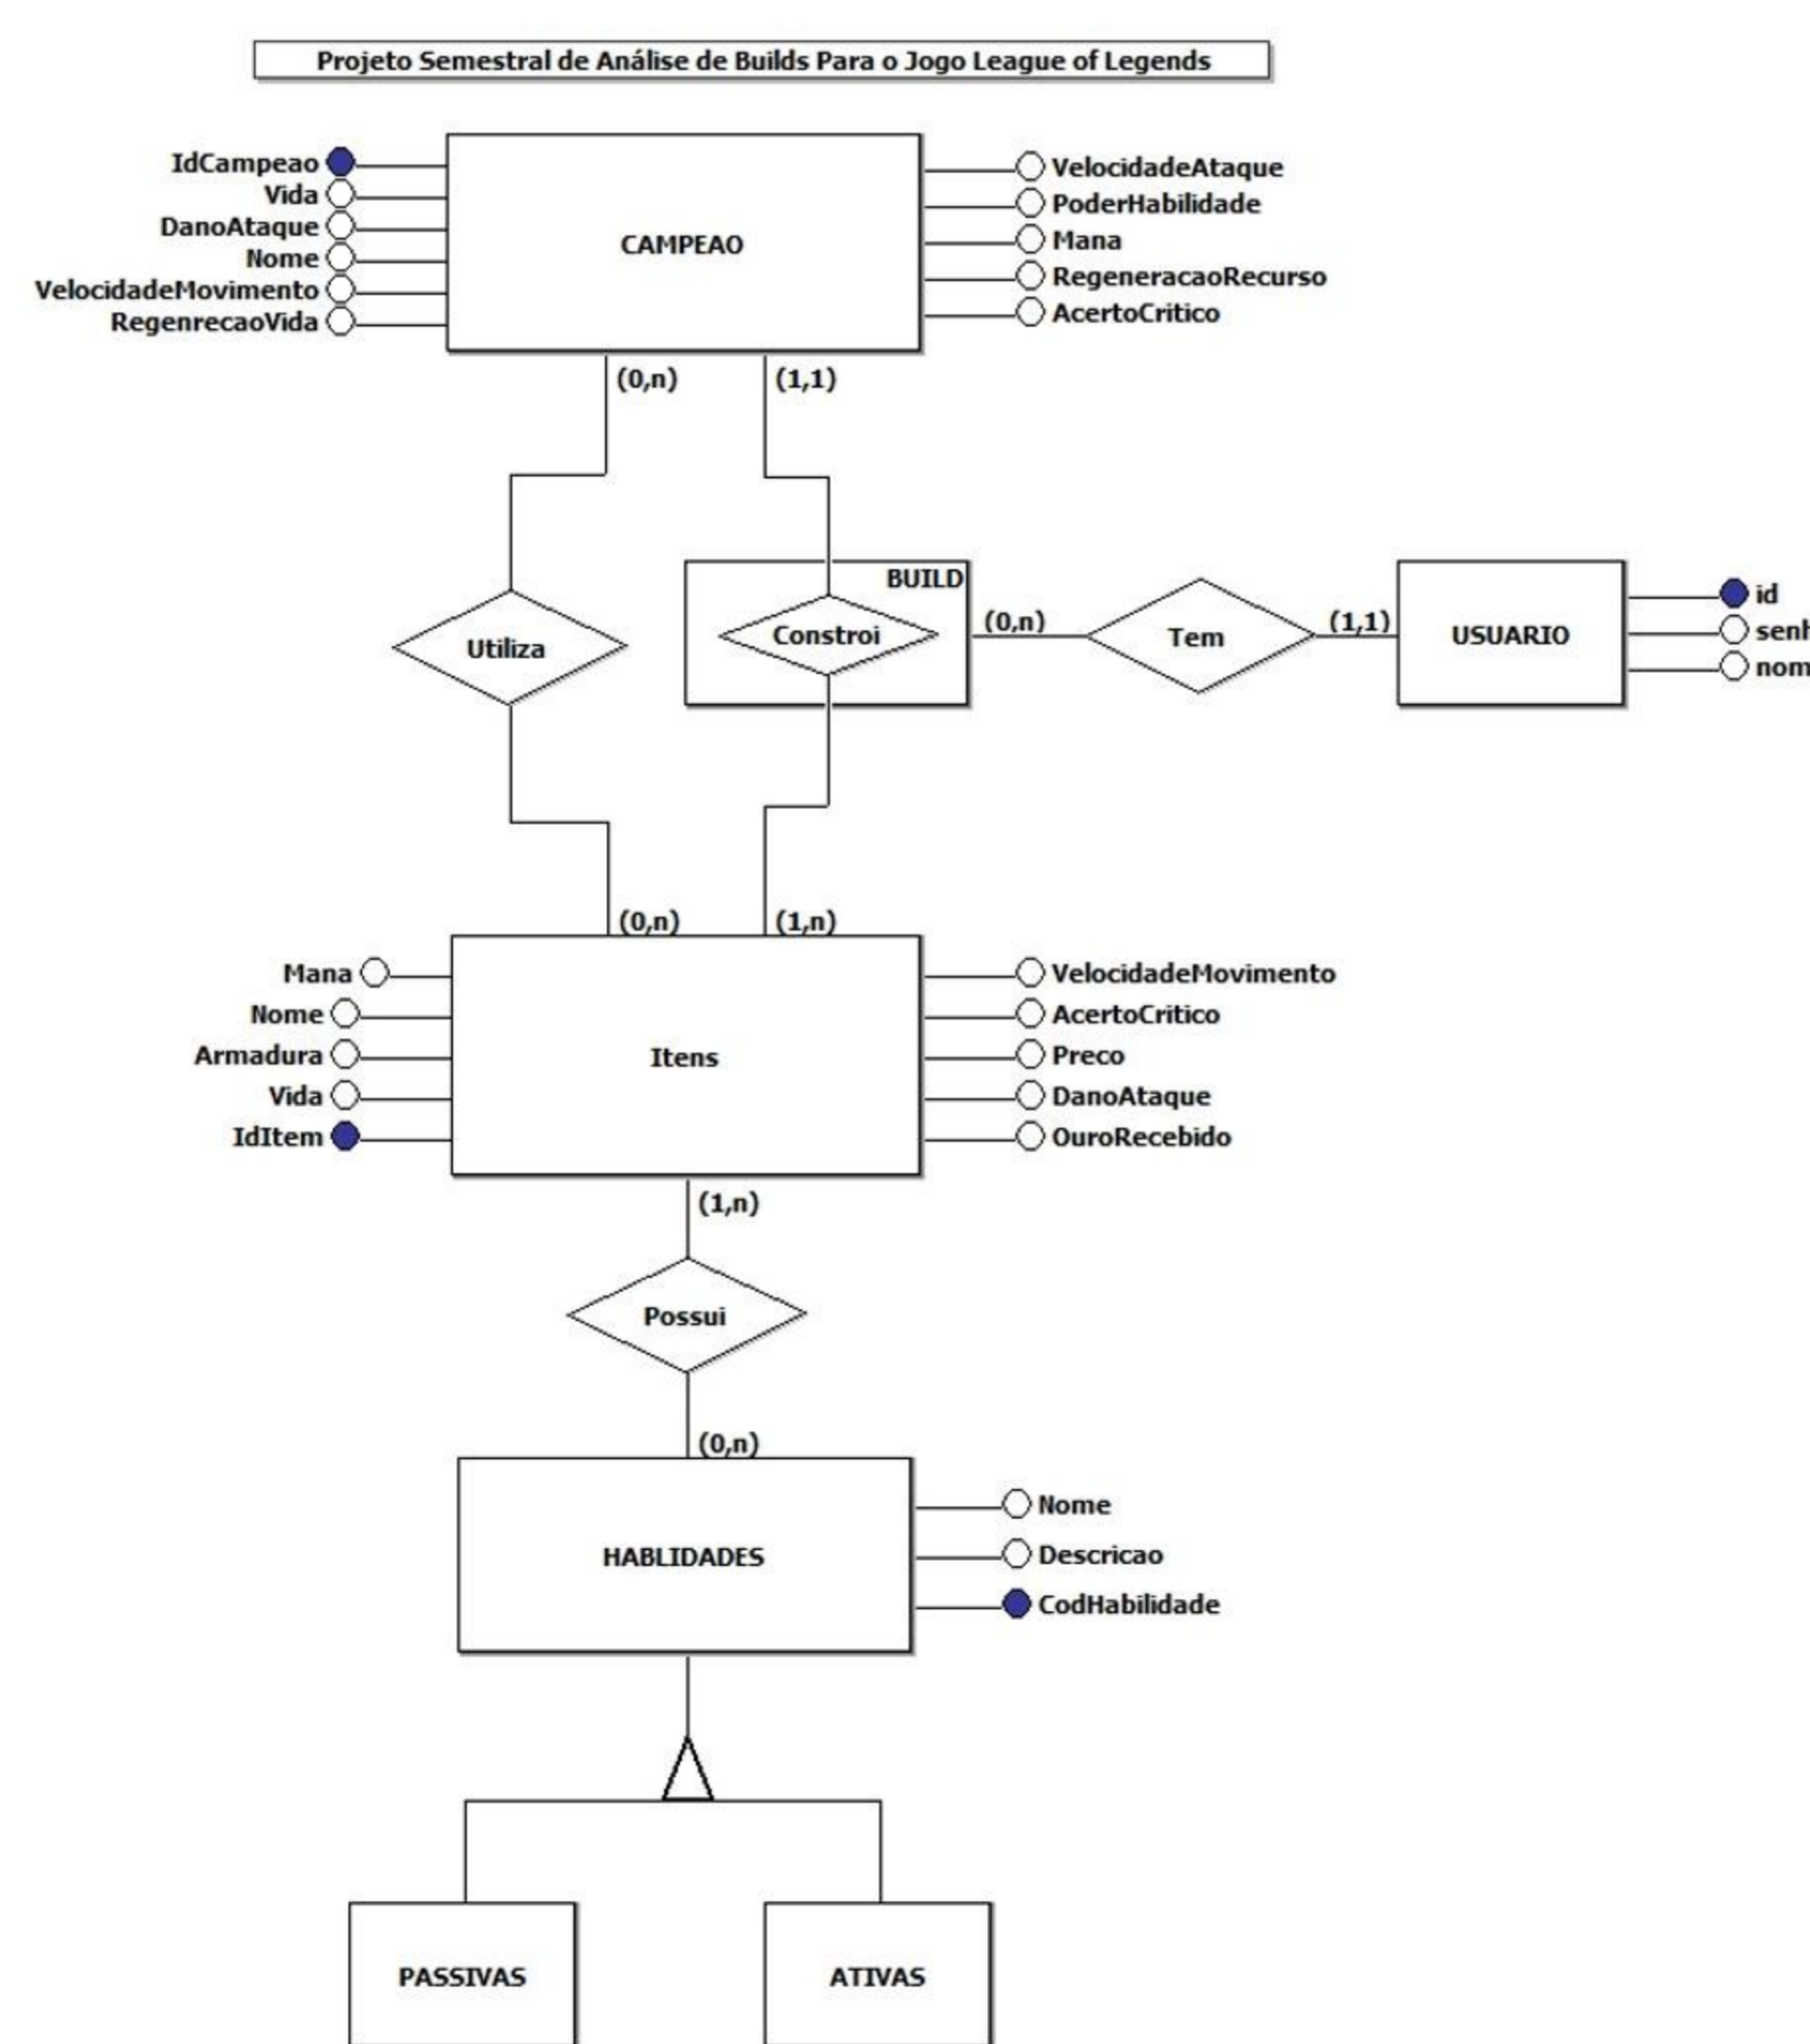 Projeto Semestral de Análise de Builds Para o Jogo League of Legends
IdCampeao
Vida
DanoAtaque
Nome
VelocidadeMovimento
RegenrecaoVida
CAMPEAO
VelocidadeAtaque
PoderHabilidade
Mana
RegeneracaoRecurso
AcertoCritico
(0,n)
(1,1)
Utiliza
BUILD
Constroi
(0,n)
Tem
(1,1)
USUARIO
id
senh
nom
(0,n)
(1,n)
Mana
Nome
Armadura
Vida
IdItem
Itens
VelocidadeMovimento
AcertoCritico
Preco
DanoAtaque
OuroRecebido
(1,n)
Possui
(0,n)
HABLIDADES
Nome
Descricao
CodHabilidade
PASSIVAS
ATIVAS